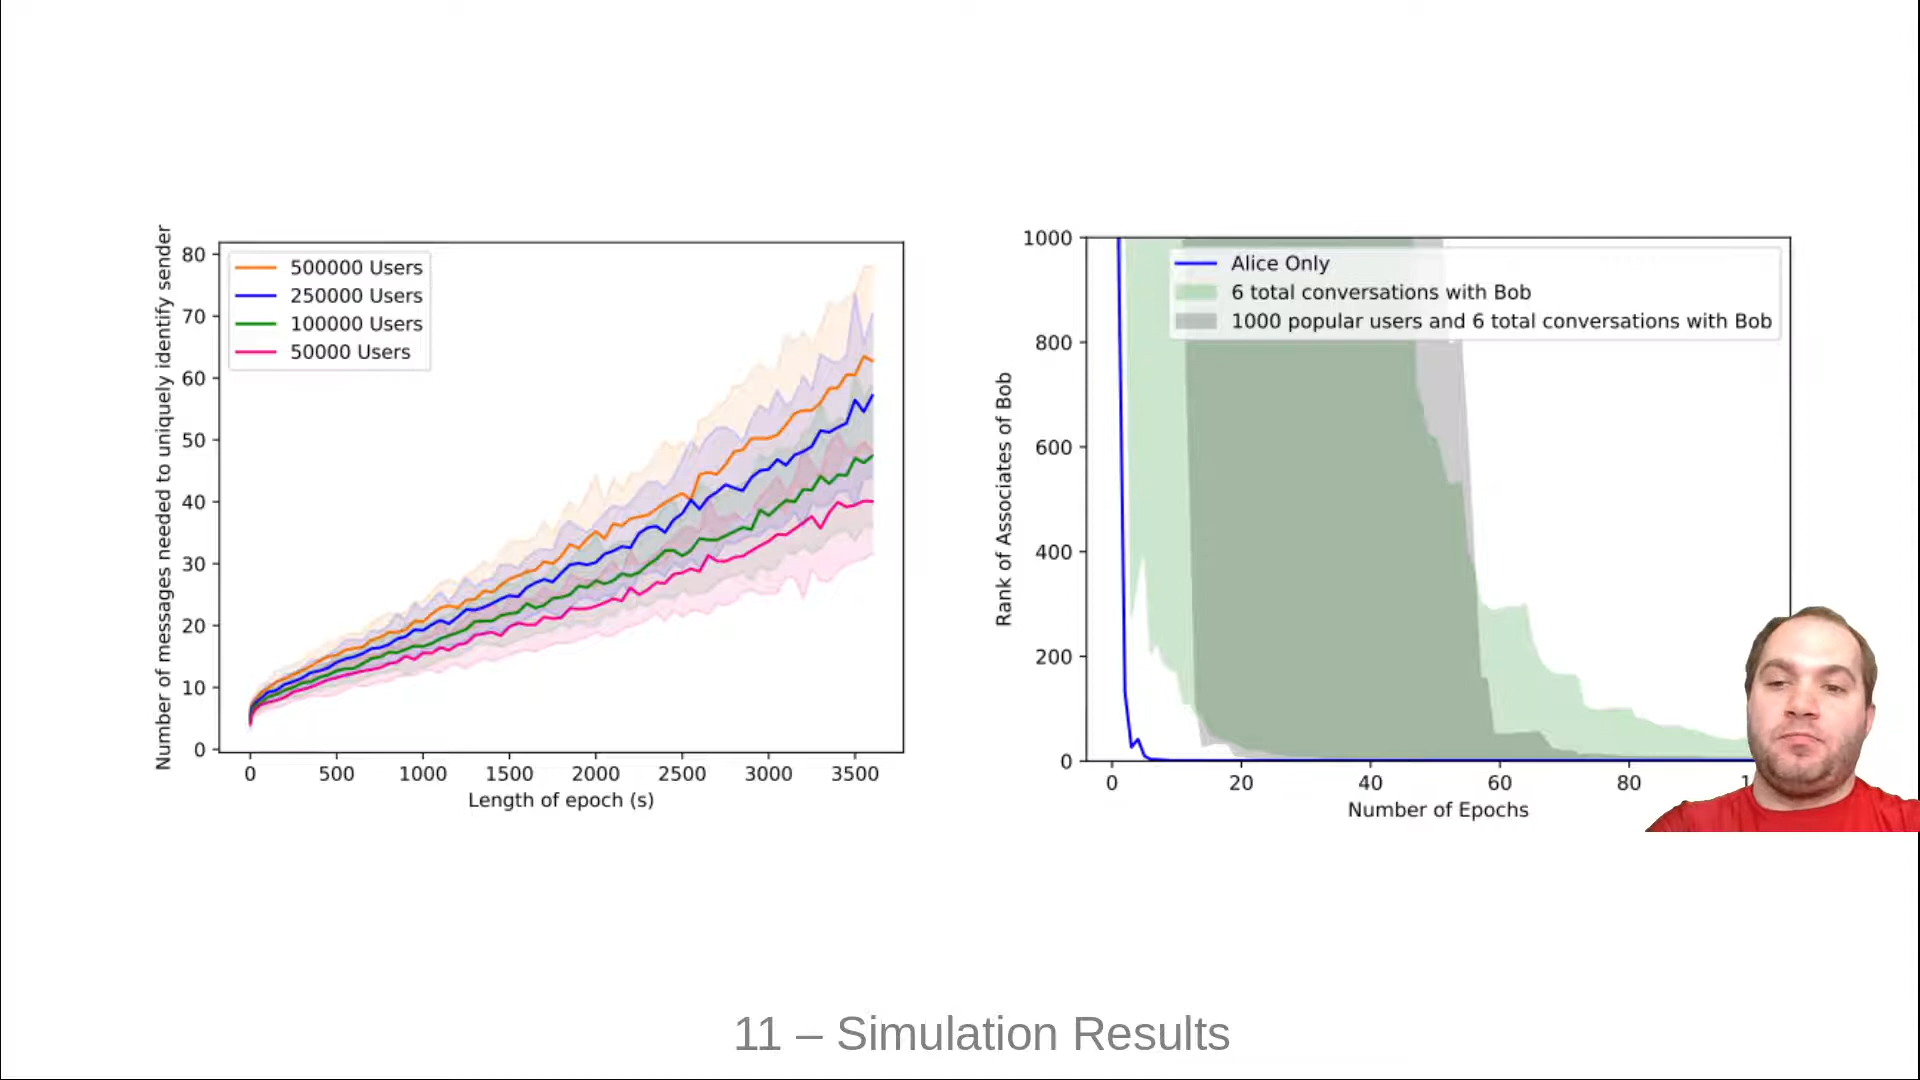 Number of messages needed to uniquely identify sender
80
70
60
50
40
30
20
10
0
500000 Users
250000 Users
100000 Users
50000 Users
0 500 1000 1500 2000 2500 3000 3500
Length of epoch (s)
Rank of Associates of Bob
1000
800
600
400
200
0
Alice Only
6 total conversations with Bob
1000 popular users and 6 total conversations with Bob
0 20 40 60 80
Number of Epochs
11 – Simulation Results